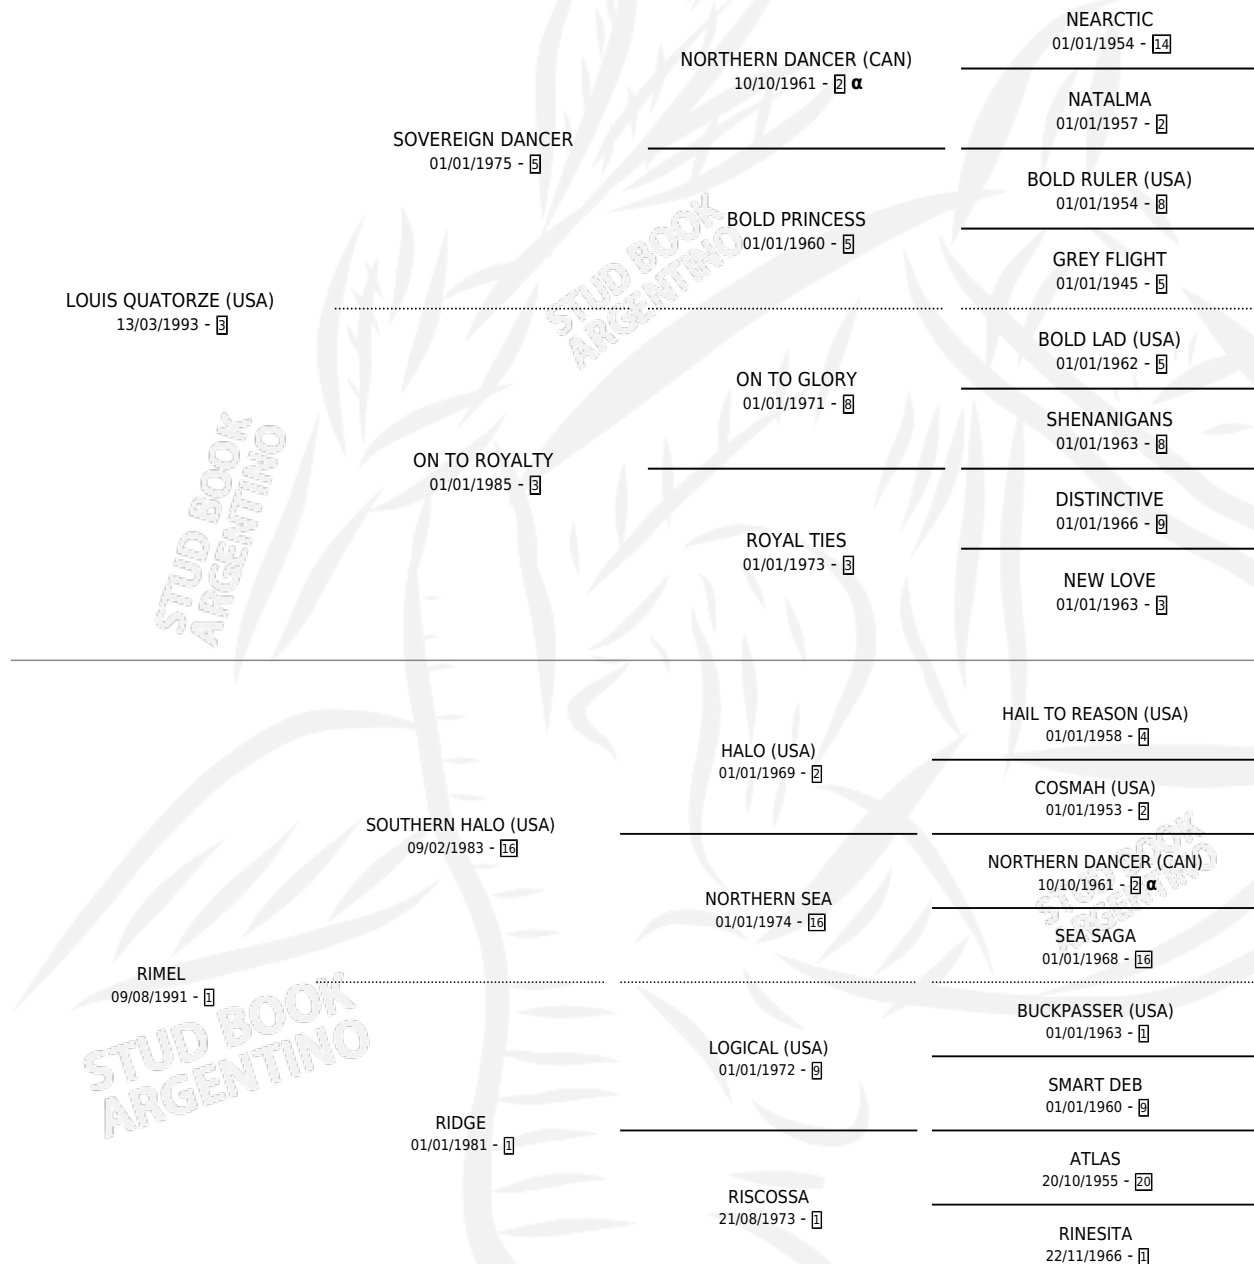 NEARCTIC
01/01/1954 - 14
NORTHERN DANCER (CAN)
10/10/1961 - 2 α
NATALMA
01/01/1957 - 2
SOVEREIGN DANCER
01/01/1975 - 5
BOLD RULER (USA)
01/01/1954 - 8
BOLD PRINCESS
01/01/1960 - 5
GREY FLIGHT
01/01/1945 - 5
LOUIS QUATORZE (USA)
13/03/1993 - 3
BOLD LAD (USA)
01/01/1962 - 5
ON TO GLORY
01/01/1971 - 8
SHENANIGANS
01/01/1963 - 8
ON TO ROYALTY
01/01/1985 - 3
DISTINCTIVE
01/01/1966 - 9
ROYAL TIES
01/01/1973 - 3
NEW LOVE
01/01/1963 - 3
HAIL TO REASON (USA)
01/01/1958 - 4
HALO (USA)
01/01/1969 - 2
COSMAH (USA)
01/01/1953 - 2
SOUTHERN HALO (USA)
09/02/1983 - 16
NORTHERN DANCER (CAN)
10/10/1961 - 2 α
NORTHERN SEA
01/01/1974 - 16
SEA SAGA
01/01/1968 - 16
RIMEL
09/08/1991 - 1
BUCKPASSER (USA)
01/01/1963 - 1
LOGICAL (USA)
01/01/1972 - 9
SMART DEB
01/01/1960 - 9
RIDGE
01/01/1981 - 1
ATLAS
20/10/1955 - 20
RISCOSSA
21/08/1973 - 1
RINESITA
22/11/1966 - 1
STUD BOOK
ARGENTINO
STUD BOOK
ARGENTINO
STUD BOOK
ARGENTINO
STUD BOOK
ARGENTINO